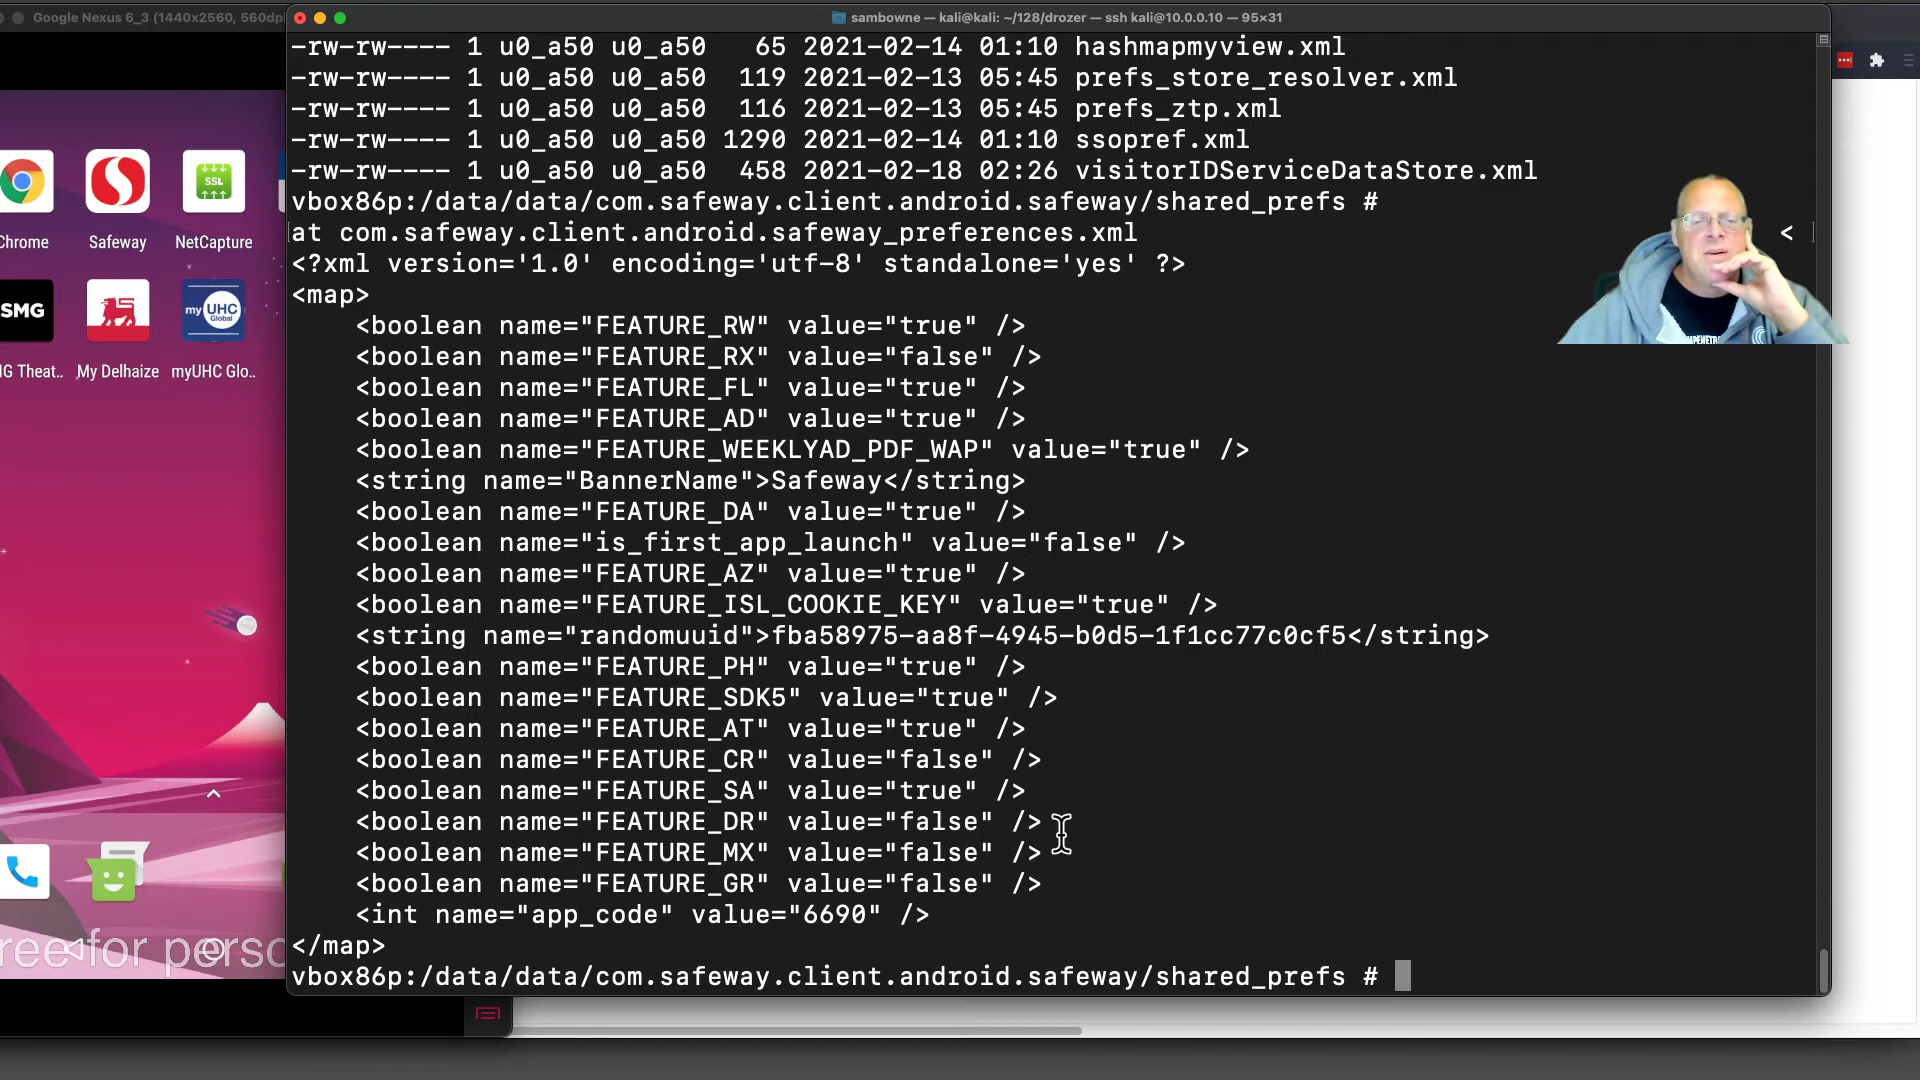 Google Nexus 6_3 (1440x2560, 560dp
sambowne — kali@kali: ~/128/drozer — ssh kali@10.0.0.10 — 95×31
-rw-rw---- 1 u0_a50 u0_a50   65 2021-02-14 01:10 hashmapmyview.xml
-rw-rw---- 1 u0_a50 u0_a50  119 2021-02-13 05:45 prefs_store_resolver.xml
-rw-rw---- 1 u0_a50 u0_a50  116 2021-02-13 05:45 prefs_ztp.xml
-rw-rw---- 1 u0_a50 u0_a50 1290 2021-02-14 01:10 ssopref.xml
-rw-rw---- 1 u0_a50 u0_a50  458 2021-02-18 02:26 visitorIDServiceDataStore.xml
vbox86p:/data/data/com.safeway.client.android.safeway/shared_prefs #
at com.safeway.client.android.safeway_preferences.xml <
<?xml version='1.0' encoding='utf-8' standalone='yes' ?>
<map>
    <boolean name="FEATURE_RW" value="true" />
    <boolean name="FEATURE_RX" value="false" />
    <boolean name="FEATURE_FL" value="true" />
    <boolean name="FEATURE_AD" value="true" />
    <boolean name="FEATURE_WEEKLYAD_PDF_WAP" value="true" />
    <string name="BannerName">Safeway</string>
    <boolean name="FEATURE_DA" value="true" />
    <boolean name="is_first_app_launch" value="false" />
    <boolean name="FEATURE_AZ" value="true" />
    <boolean name="FEATURE_ISL_COOKIE_KEY" value="true" />
    <string name="randomuuid">fba58975-aa8f-4945-b0d5-1f1cc77c0cf5</string>
    <boolean name="FEATURE_PH" value="true" />
    <boolean name="FEATURE_SDK5" value="true" />
    <boolean name="FEATURE_AT" value="true" />
    <boolean name="FEATURE_CR" value="false" />
    <boolean name="FEATURE_SA" value="true" />
    <boolean name="FEATURE_DR" value="false" />
    <boolean name="FEATURE_MX" value="false" />
    <boolean name="FEATURE_GR" value="false" />
    <int name="app_code" value="6690" />
</map>
vbox86p:/data/data/com.safeway.client.android.safeway/shared_prefs #
SSL
Chrome
Safeway
NetCapture
SMG
my UHC
Global
IG Theat..
My Delhaize
myUHC Glo..
ree for perso